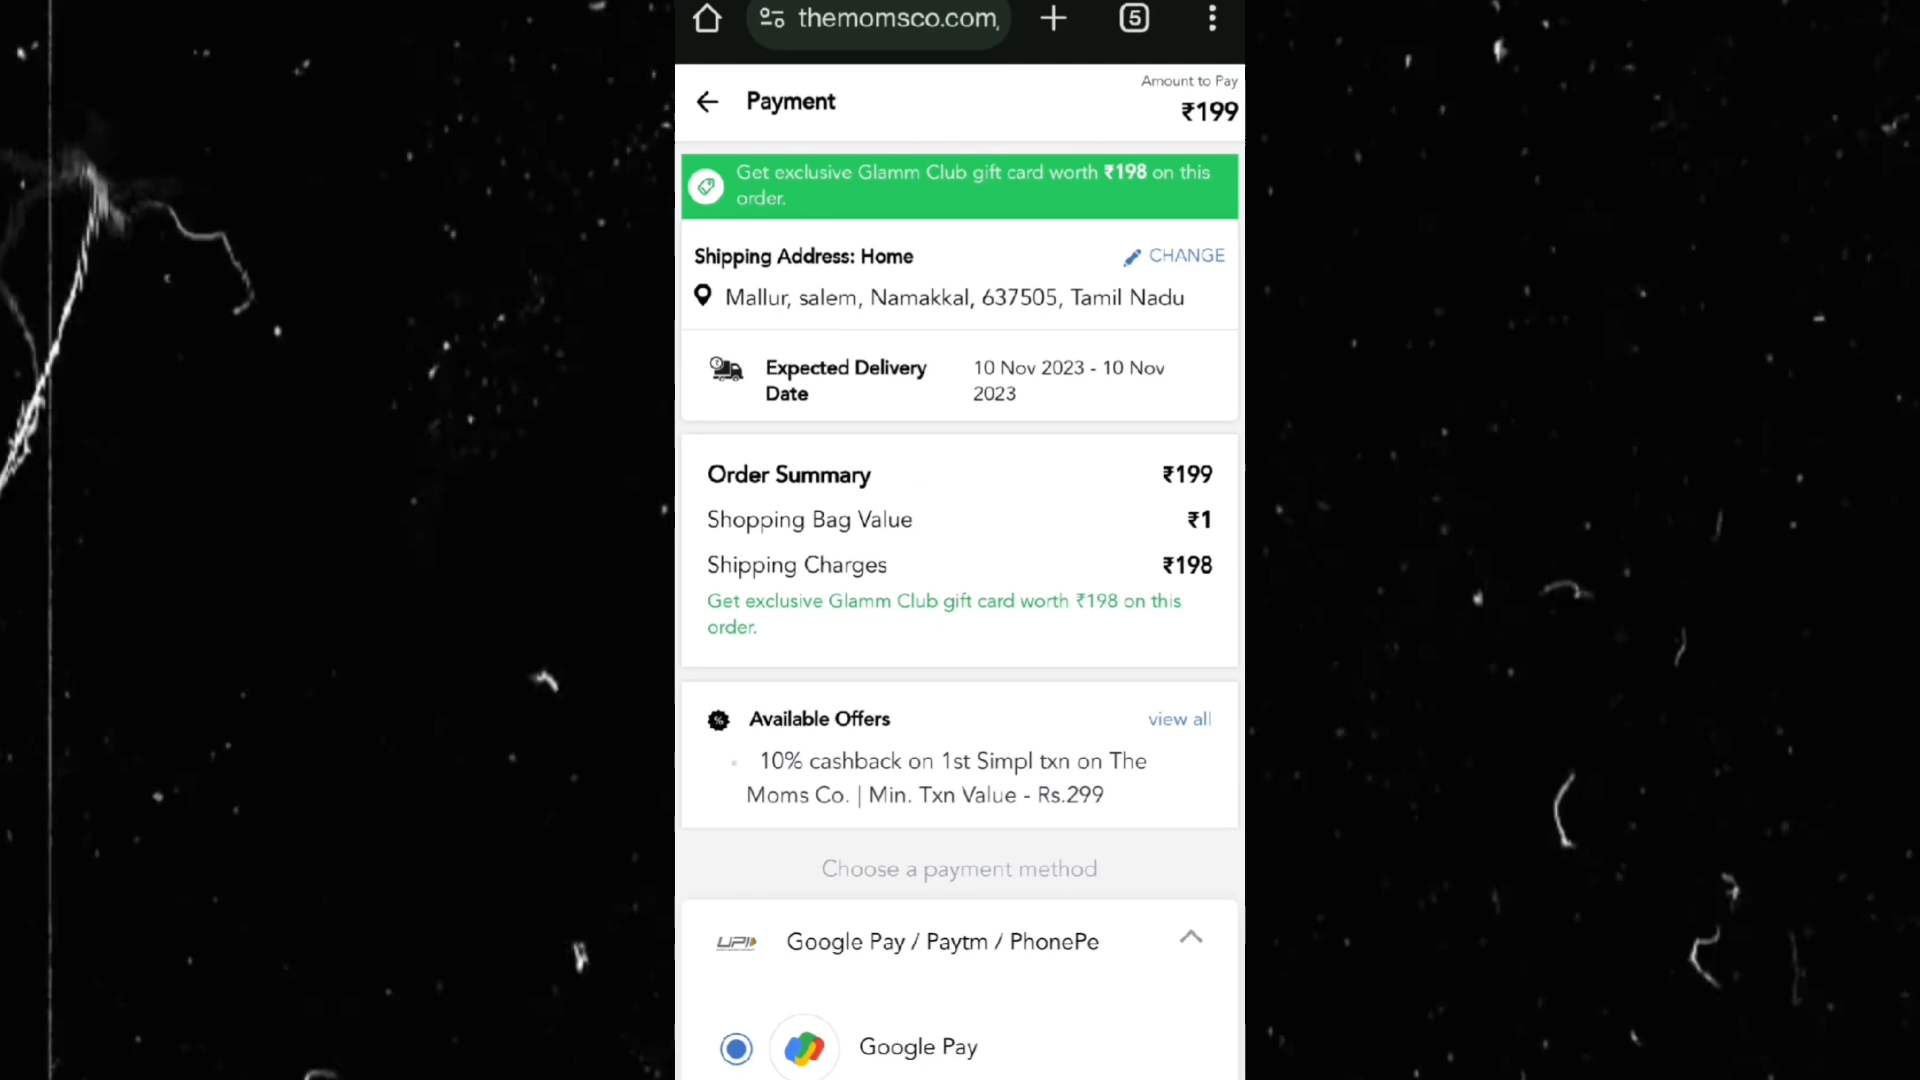 themomsco.com,
5
Payment
Amount to Pay
₹199
Get exclusive Glamm Club gift card worth ₹198 on this
order.
Shipping Address: Home
CHANGE
Mallur, salem, Namakkal, 637505, Tamil Nadu
Expected Delivery
Date
10 Nov 2023 - 10 Nov
2023
Order Summary ₹199
Shopping Bag Value ₹1
Shipping Charges ₹198
Get exclusive Glamm Club gift card worth ₹198 on this
order.
Available Offers view all
10% cashback on 1st Simpl txn on The
Moms Co. | Min. Txn Value - Rs.299
Choose a payment method
UPI Google Pay / Paytm / PhonePe
Google Pay